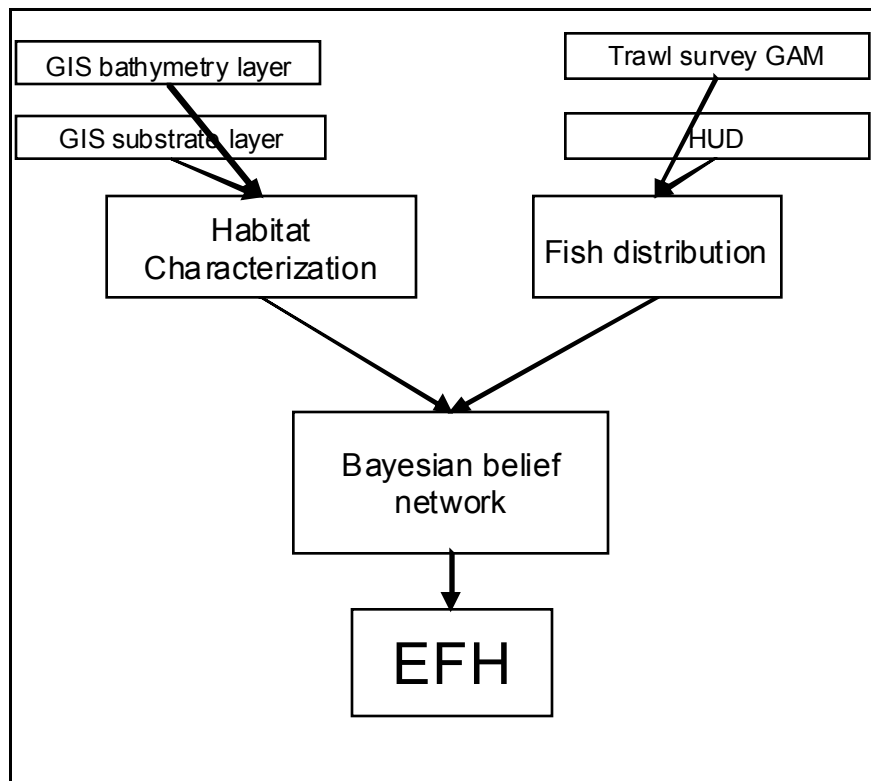 GIS bathymetry layer
Trawl survey GAM
GIS substrate layer
HUD
Habitat
Characterization
Fish distribution
Bayesian belief
network
EFH